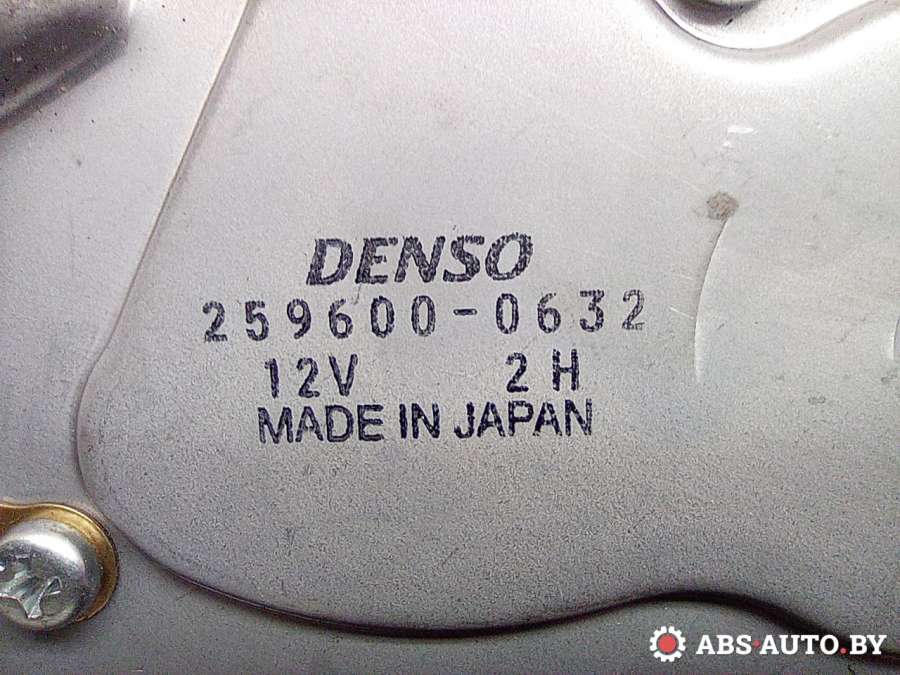 DENSO
259600-0632
12V 2H
MADE IN JAPAN
ABS-AUTO.BY